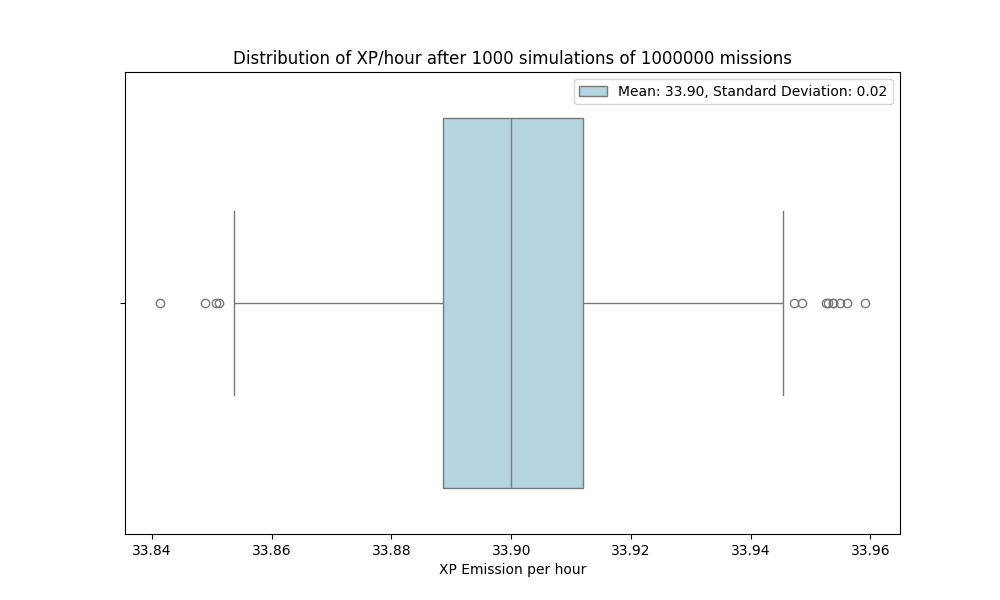 Distribution of XP/hour after 1000 simulations of 1000000 missions
Mean: 33.90, Standard Deviation: 0.02
33.84 33.86 33.88 33.90 33.92 33.94 33.96
XP Emission per hour